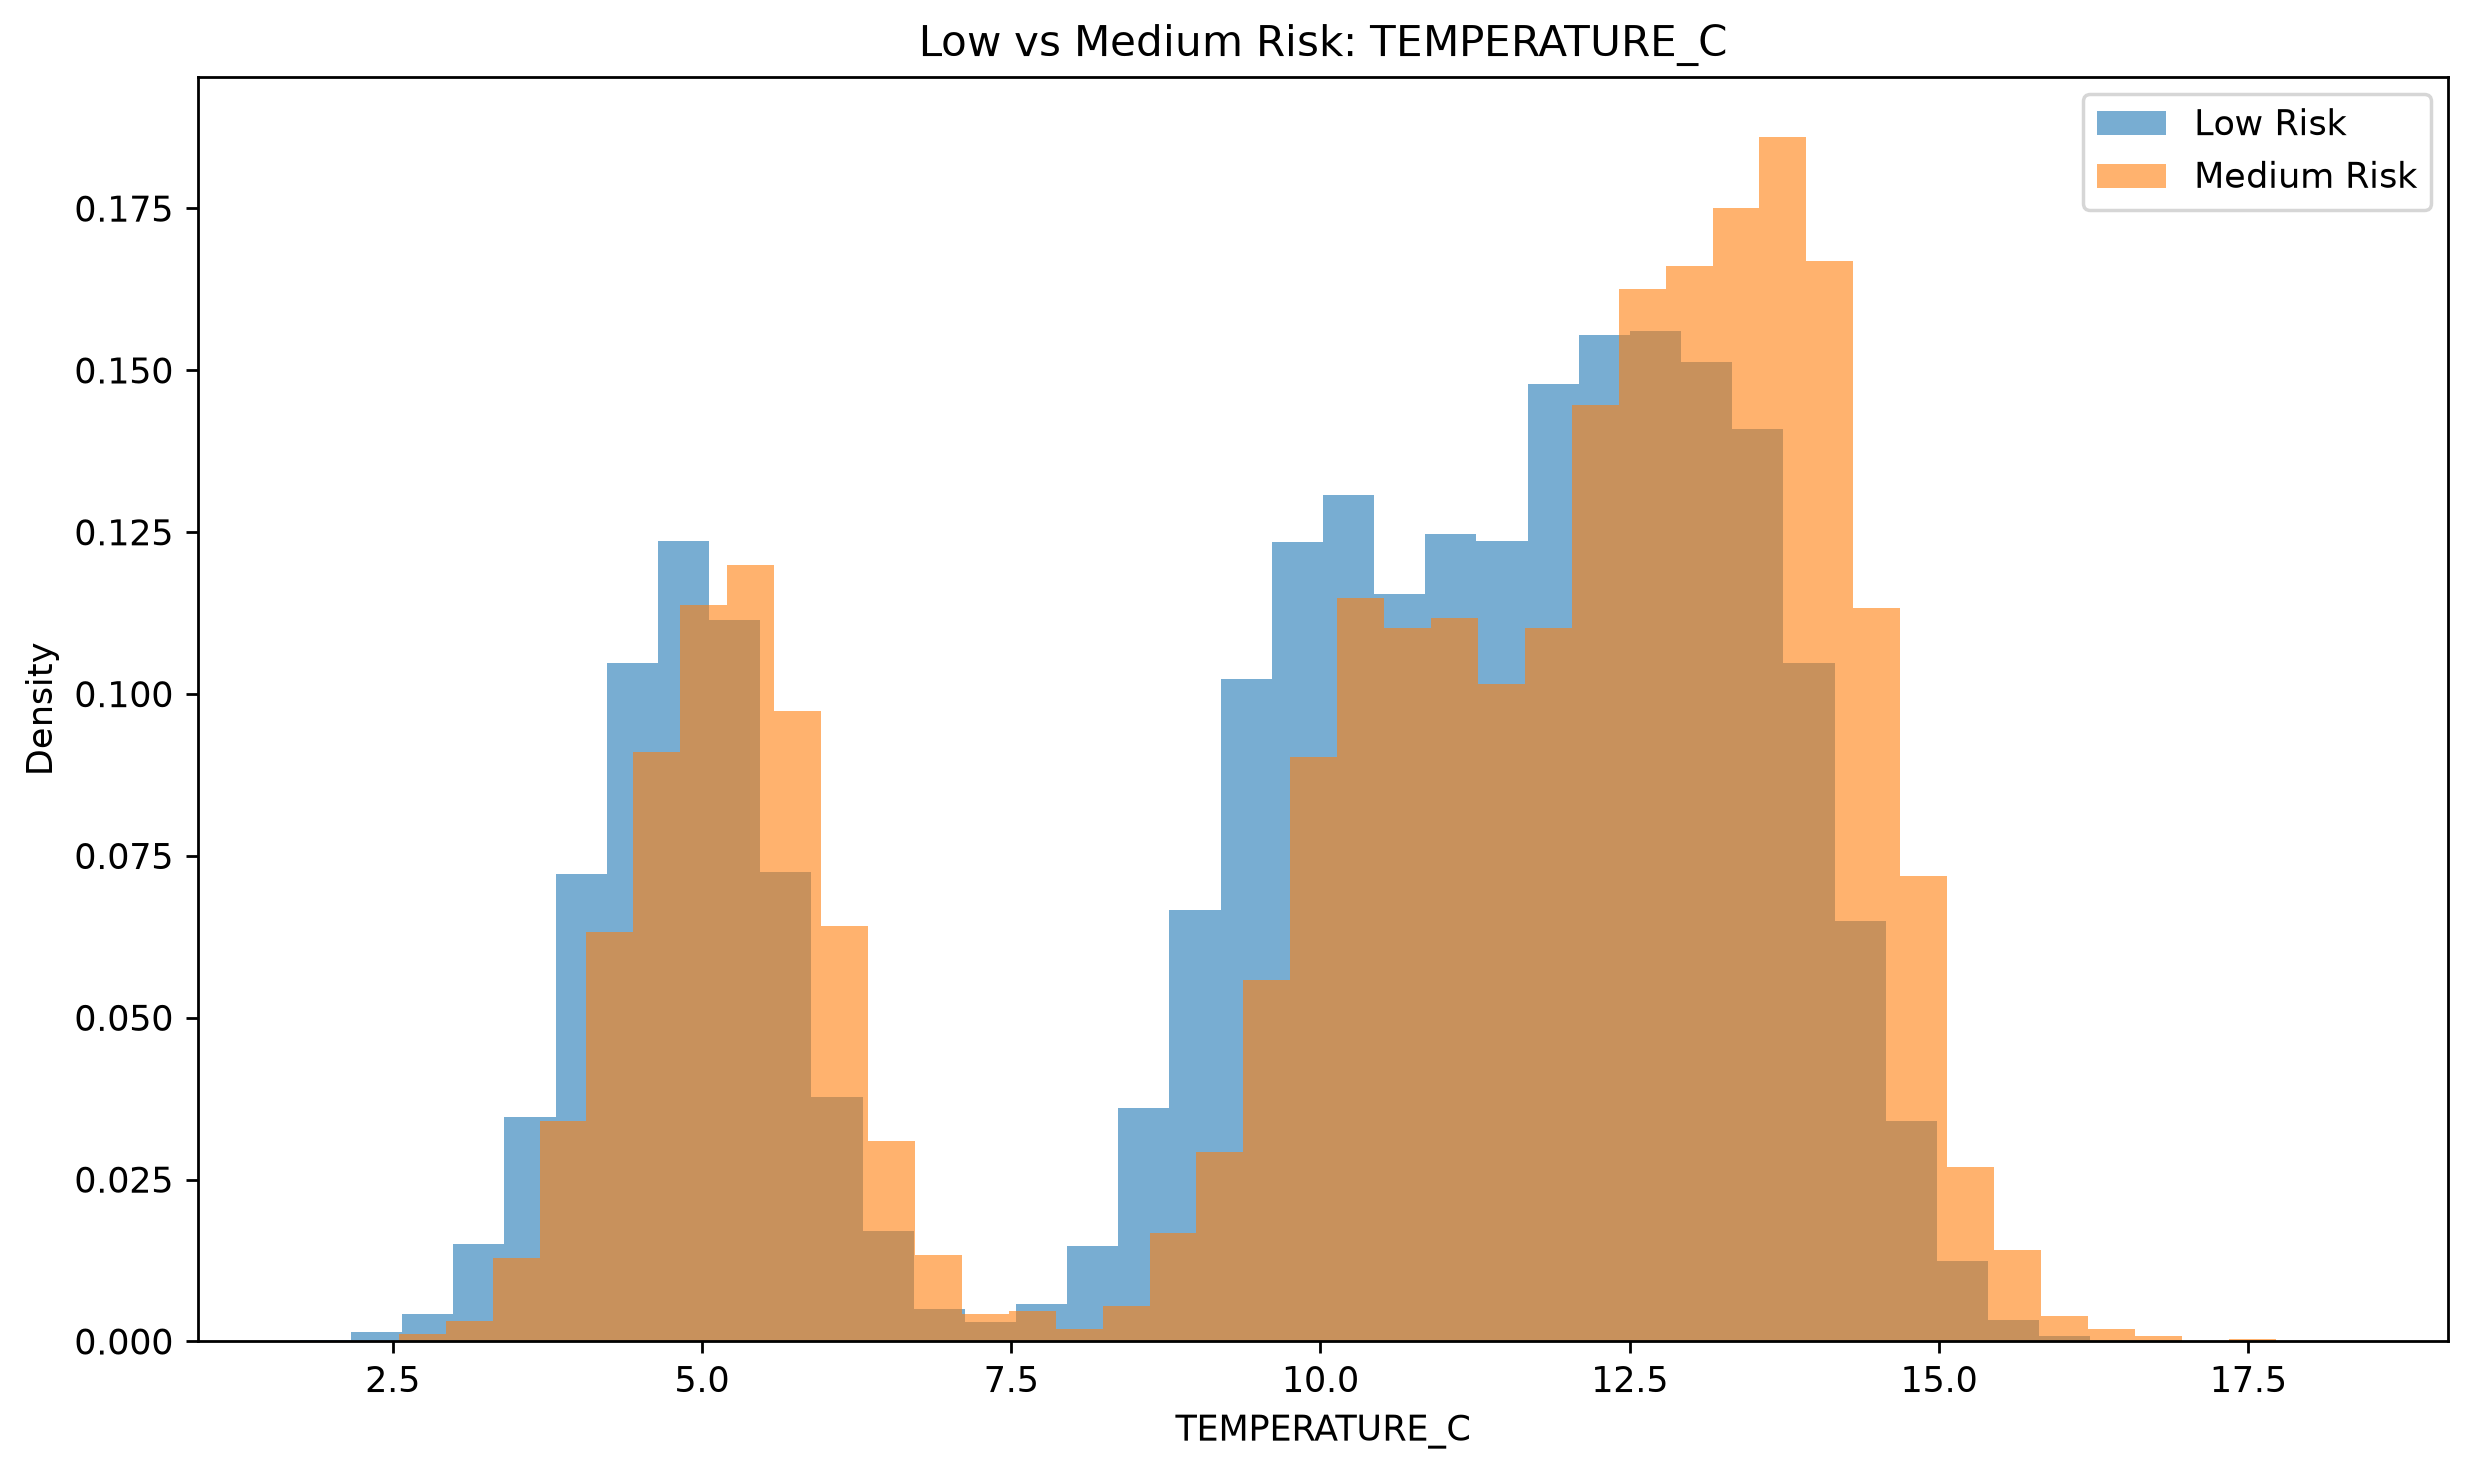 Low vs Medium Risk: TEMPERATURE_C
Low Risk
Medium Risk
Density
0.175
0.150
0.125
0.100
0.075
0.050
0.025
0.000
2.5 5.0 7.5 10.0 12.5 15.0 17.5
TEMPERATURE_C